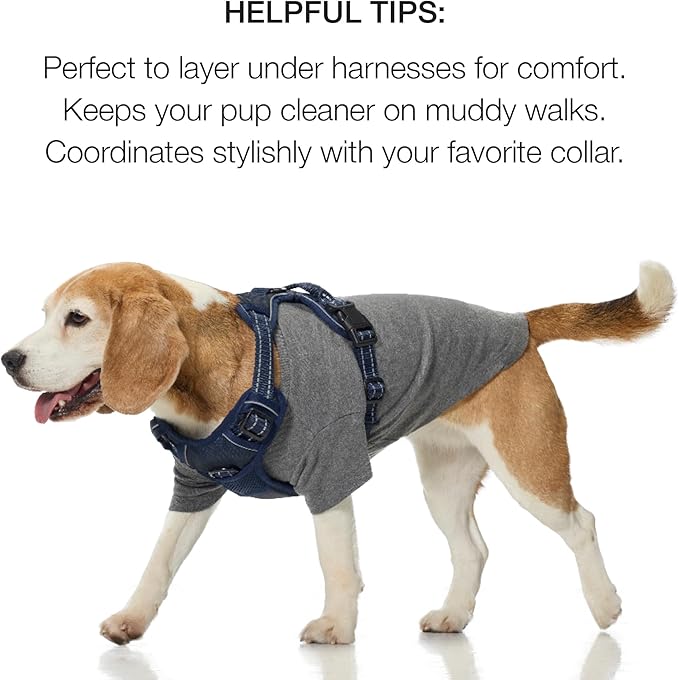 HELPFUL TIPS:
Perfect to layer under harnesses for comfort.
Keeps your pup cleaner on muddy walks.
Coordinates stylishly with your favorite collar.